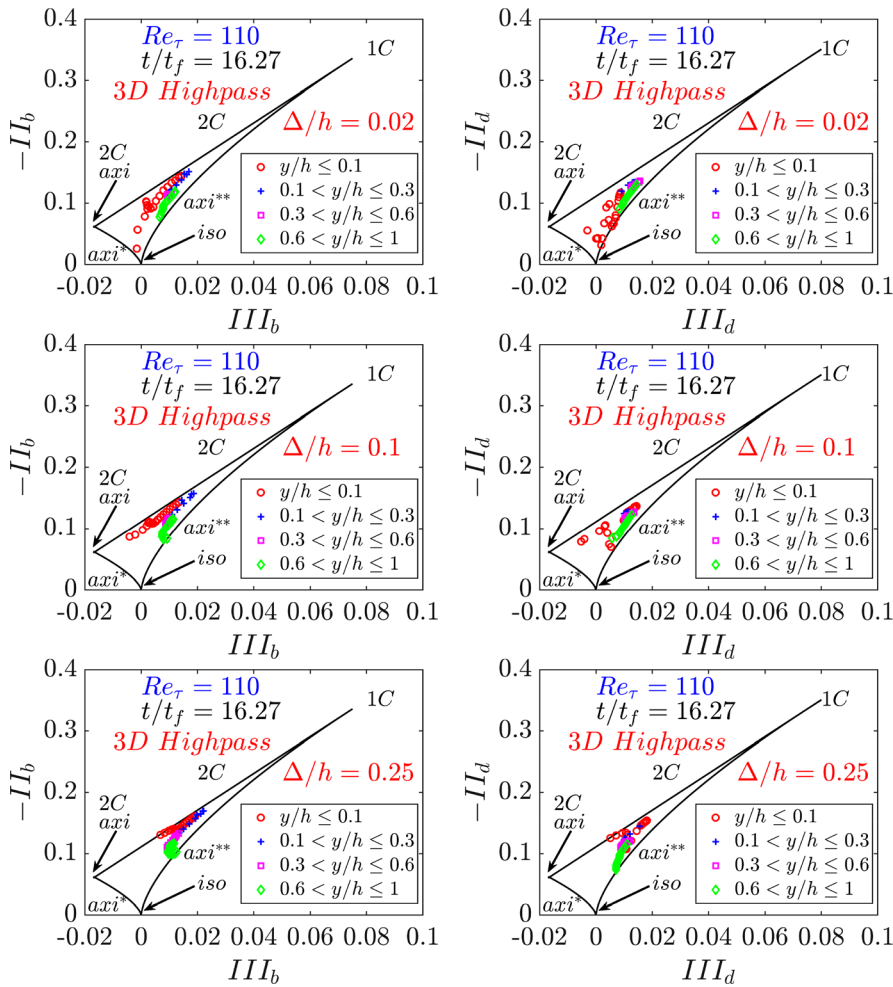 0.4
Re_τ = 110
t/t_f = 16.27
1C
0.3
3D Highpass
Δ/h = 0.02
2C
-II_b
0.2
2C
axi
y/h ≤ 0.1
0.1 < y/h ≤ 0.3
0.3 < y/h ≤ 0.6
0.6 < y/h ≤ 1
0.1
axi**
axi*
iso
0
-0.02 0 0.02 0.04 0.06 0.08 0.1
III_b
0.4
Re_τ = 110
t/t_f = 16.27
1C
0.3
3D Highpass
Δ/h = 0.02
2C
-II_d
0.2
2C
axi
y/h ≤ 0.1
0.1 < y/h ≤ 0.3
0.3 < y/h ≤ 0.6
0.6 < y/h ≤ 1
0.1
axi**
axi*
iso
0
-0.02 0 0.02 0.04 0.06 0.08 0.1
III_d
0.4
Re_τ = 110
t/t_f = 16.27
1C
0.3
3D Highpass
2C
Δ/h = 0.1
-II_b
0.2
2C
axi
y/h ≤ 0.1
0.1 < y/h ≤ 0.3
0.3 < y/h ≤ 0.6
0.6 < y/h ≤ 1
0.1
axi**
axi*
iso
0
-0.02 0 0.02 0.04 0.06 0.08 0.1
III_b
0.4
Re_τ = 110
t/t_f = 16.27
1C
0.3
3D Highpass
2C
Δ/h = 0.1
-II_d
0.2
2C
axi
y/h ≤ 0.1
0.1 < y/h ≤ 0.3
0.3 < y/h ≤ 0.6
0.6 < y/h ≤ 1
0.1
axi**
axi*
iso
0
-0.02 0 0.02 0.04 0.06 0.08 0.1
III_d
0.4
Re_τ = 110
t/t_f = 16.27
1C
0.3
3D Highpass
2C
Δ/h = 0.25
-II_b
0.2
2C
axi
y/h ≤ 0.1
0.1 < y/h ≤ 0.3
0.3 < y/h ≤ 0.6
0.6 < y/h ≤ 1
0.1
axi**
axi*
iso
0
-0.02 0 0.02 0.04 0.06 0.08 0.1
III_b
0.4
Re_τ = 110
t/t_f = 16.27
1C
0.3
3D Highpass
2C
Δ/h = 0.25
-II_d
0.2
2C
axi
y/h ≤ 0.1
0.1 < y/h ≤ 0.3
0.3 < y/h ≤ 0.6
0.6 < y/h ≤ 1
0.1
axi**
axi*
iso
0
-0.02 0 0.02 0.04 0.06 0.08 0.1
III_d